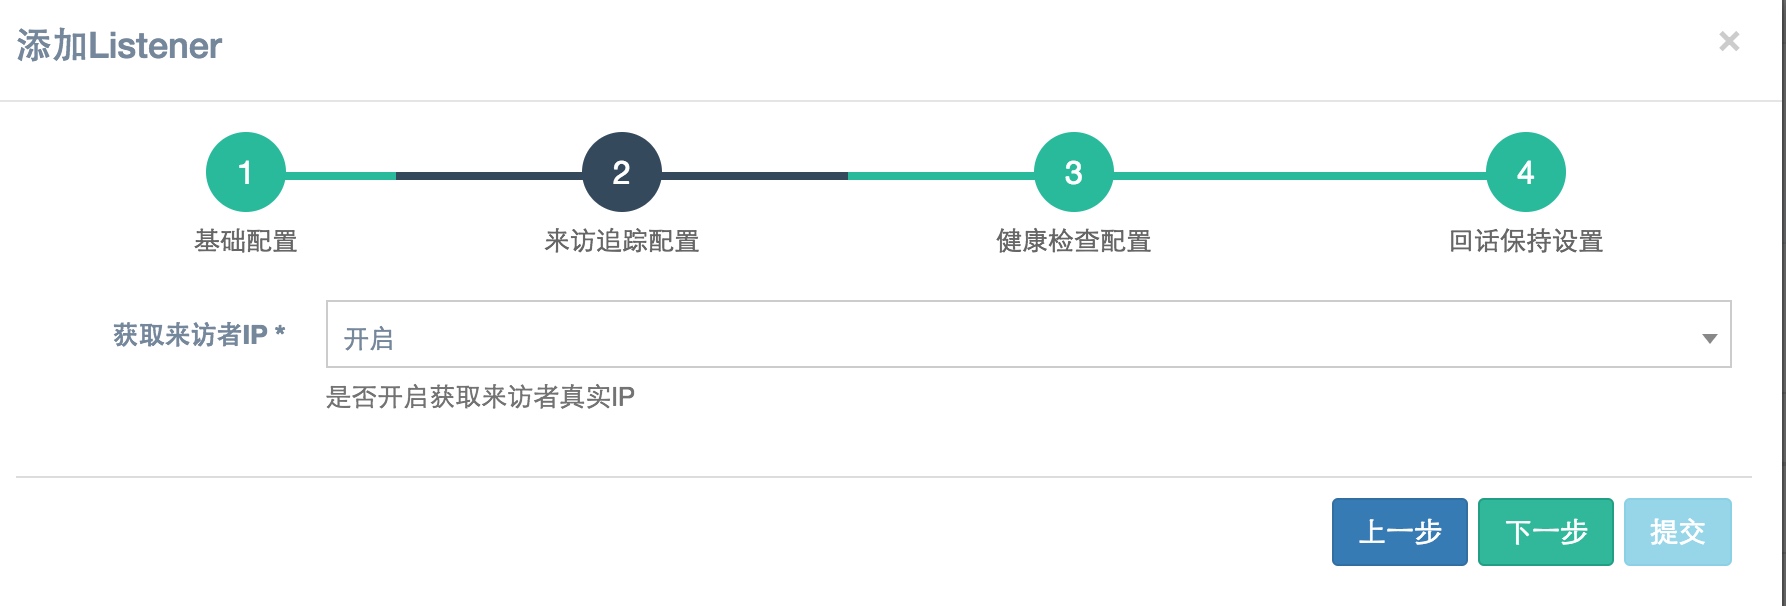 添加Listener
×
1
2
3
4
基础配置
来访追踪配置
健康检查配置
回话保持设置
获取来访者IP *
开启
是否开启获取来访者真实IP
上一步
下一步
提交